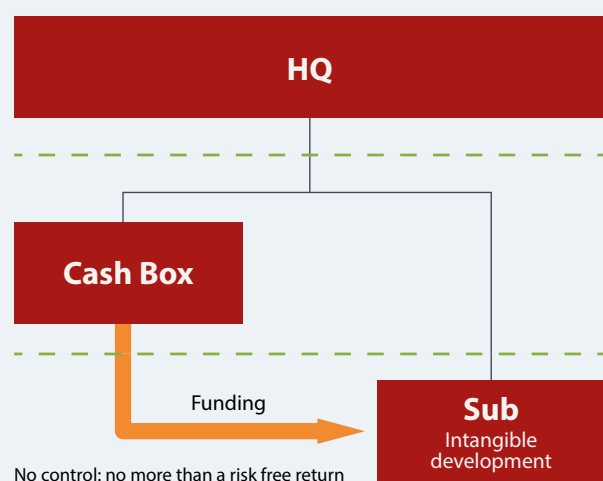 HQ
Cash Box
Funding
Sub
Intangible
development
No control: no more than a risk free return